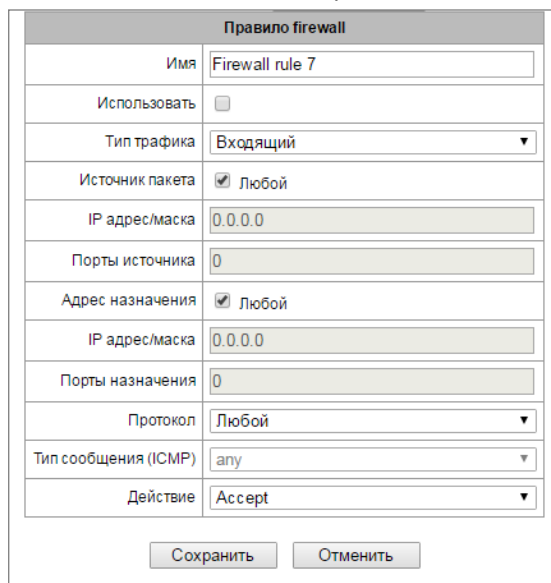 Правило firewall
Имя Firewall rule 7
Использовать
Тип трафика Входящий
Источник пакета Любой
IP адрес/маска 0.0.0.0
Порты источника 0
Адрес назначения Любой
IP адрес/маска 0.0.0.0
Порты назначения 0
Протокол Любой
Тип сообщения (ICMP) any
Действие Accept
Сохранить Отменить